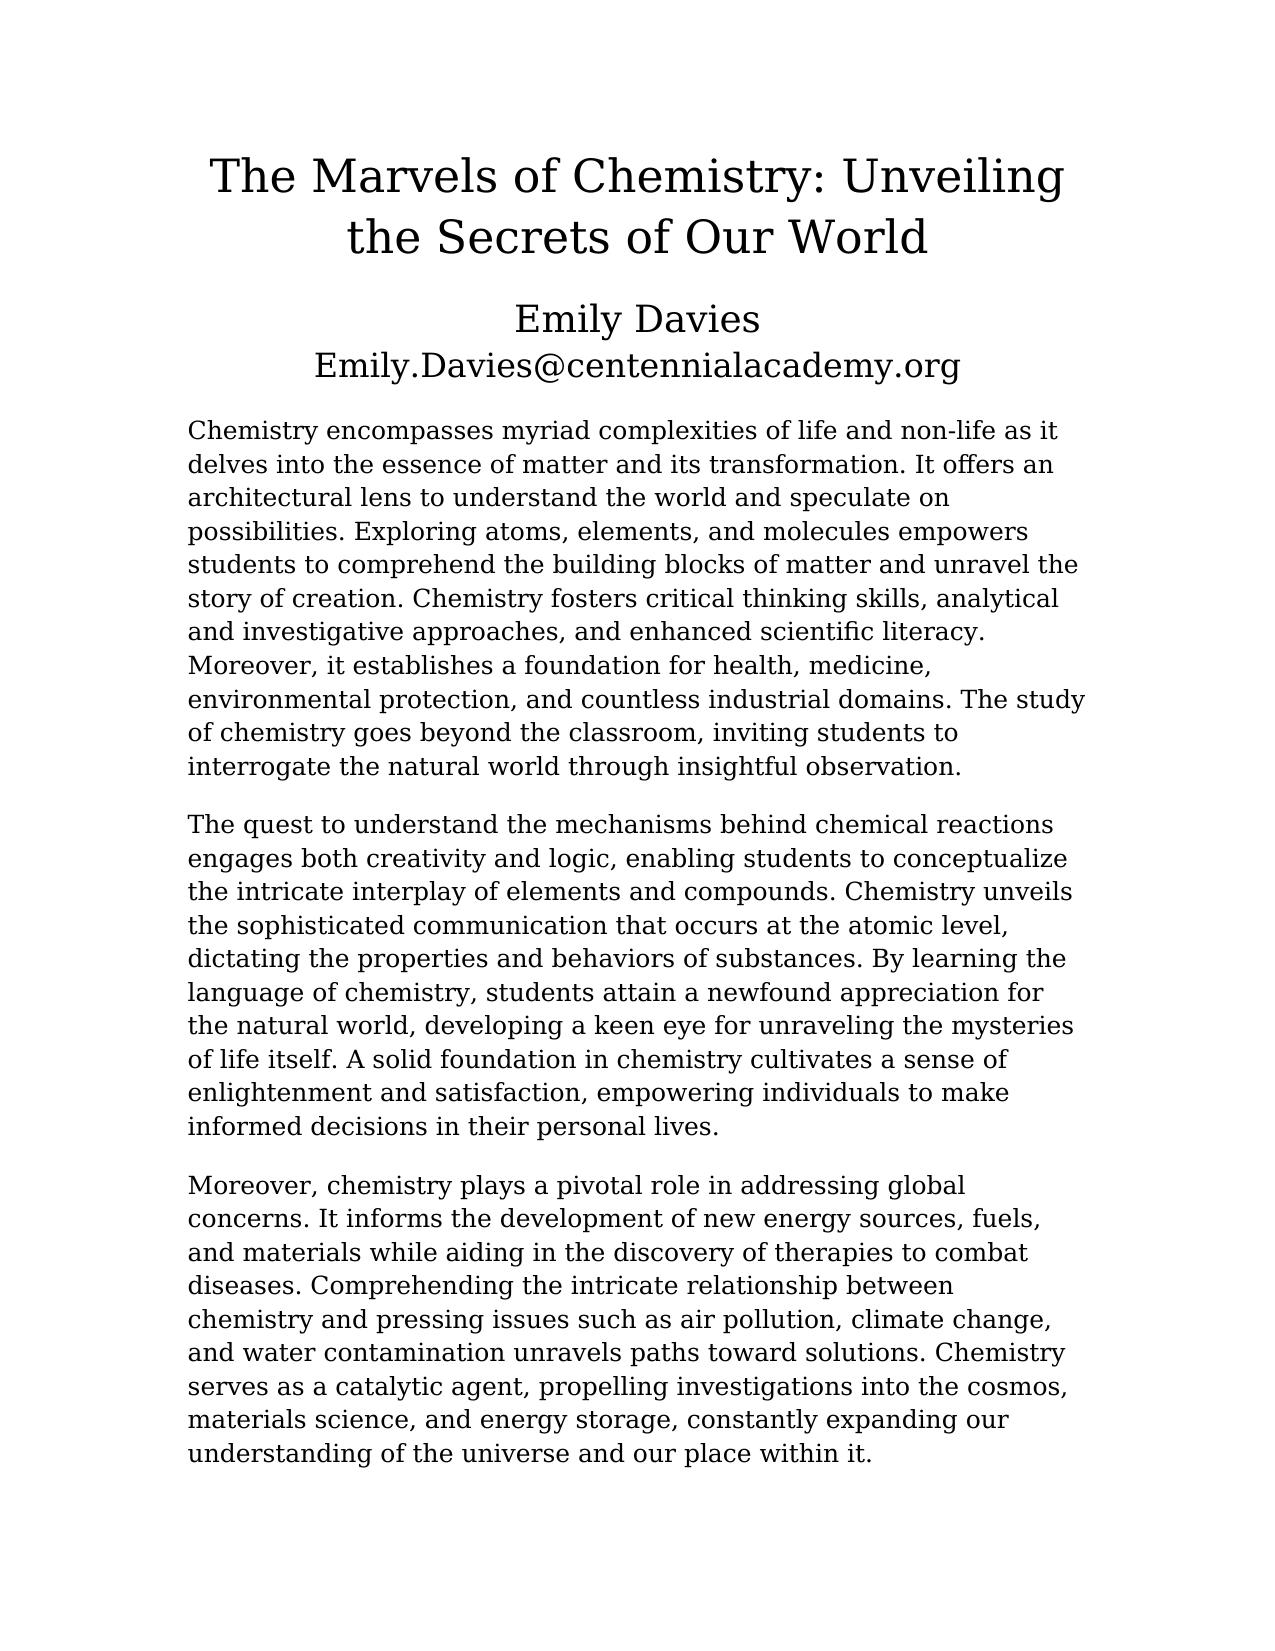 The Marvels of Chemistry: Unveiling
the Secrets of Our World
Emily Davies
Emily.Davies@centennialacademy.org
Chemistry encompasses myriad complexities of life and non-life as it
delves into the essence of matter and its transformation. It offers an
architectural lens to understand the world and speculate on
possibilities. Exploring atoms, elements, and molecules empowers
students to comprehend the building blocks of matter and unravel the
story of creation. Chemistry fosters critical thinking skills, analytical
and investigative approaches, and enhanced scientific literacy.
Moreover, it establishes a foundation for health, medicine,
environmental protection, and countless industrial domains. The study
of chemistry goes beyond the classroom, inviting students to
interrogate the natural world through insightful observation.
The quest to understand the mechanisms behind chemical reactions
engages both creativity and logic, enabling students to conceptualize
the intricate interplay of elements and compounds. Chemistry unveils
the sophisticated communication that occurs at the atomic level,
dictating the properties and behaviors of substances. By learning the
language of chemistry, students attain a newfound appreciation for
the natural world, developing a keen eye for unraveling the mysteries
of life itself. A solid foundation in chemistry cultivates a sense of
enlightenment and satisfaction, empowering individuals to make
informed decisions in their personal lives.
Moreover, chemistry plays a pivotal role in addressing global
concerns. It informs the development of new energy sources, fuels,
and materials while aiding in the discovery of therapies to combat
diseases. Comprehending the intricate relationship between
chemistry and pressing issues such as air pollution, climate change,
and water contamination unravels paths toward solutions. Chemistry
serves as a catalytic agent, propelling investigations into the cosmos,
materials science, and energy storage, constantly expanding our
understanding of the universe and our place within it.